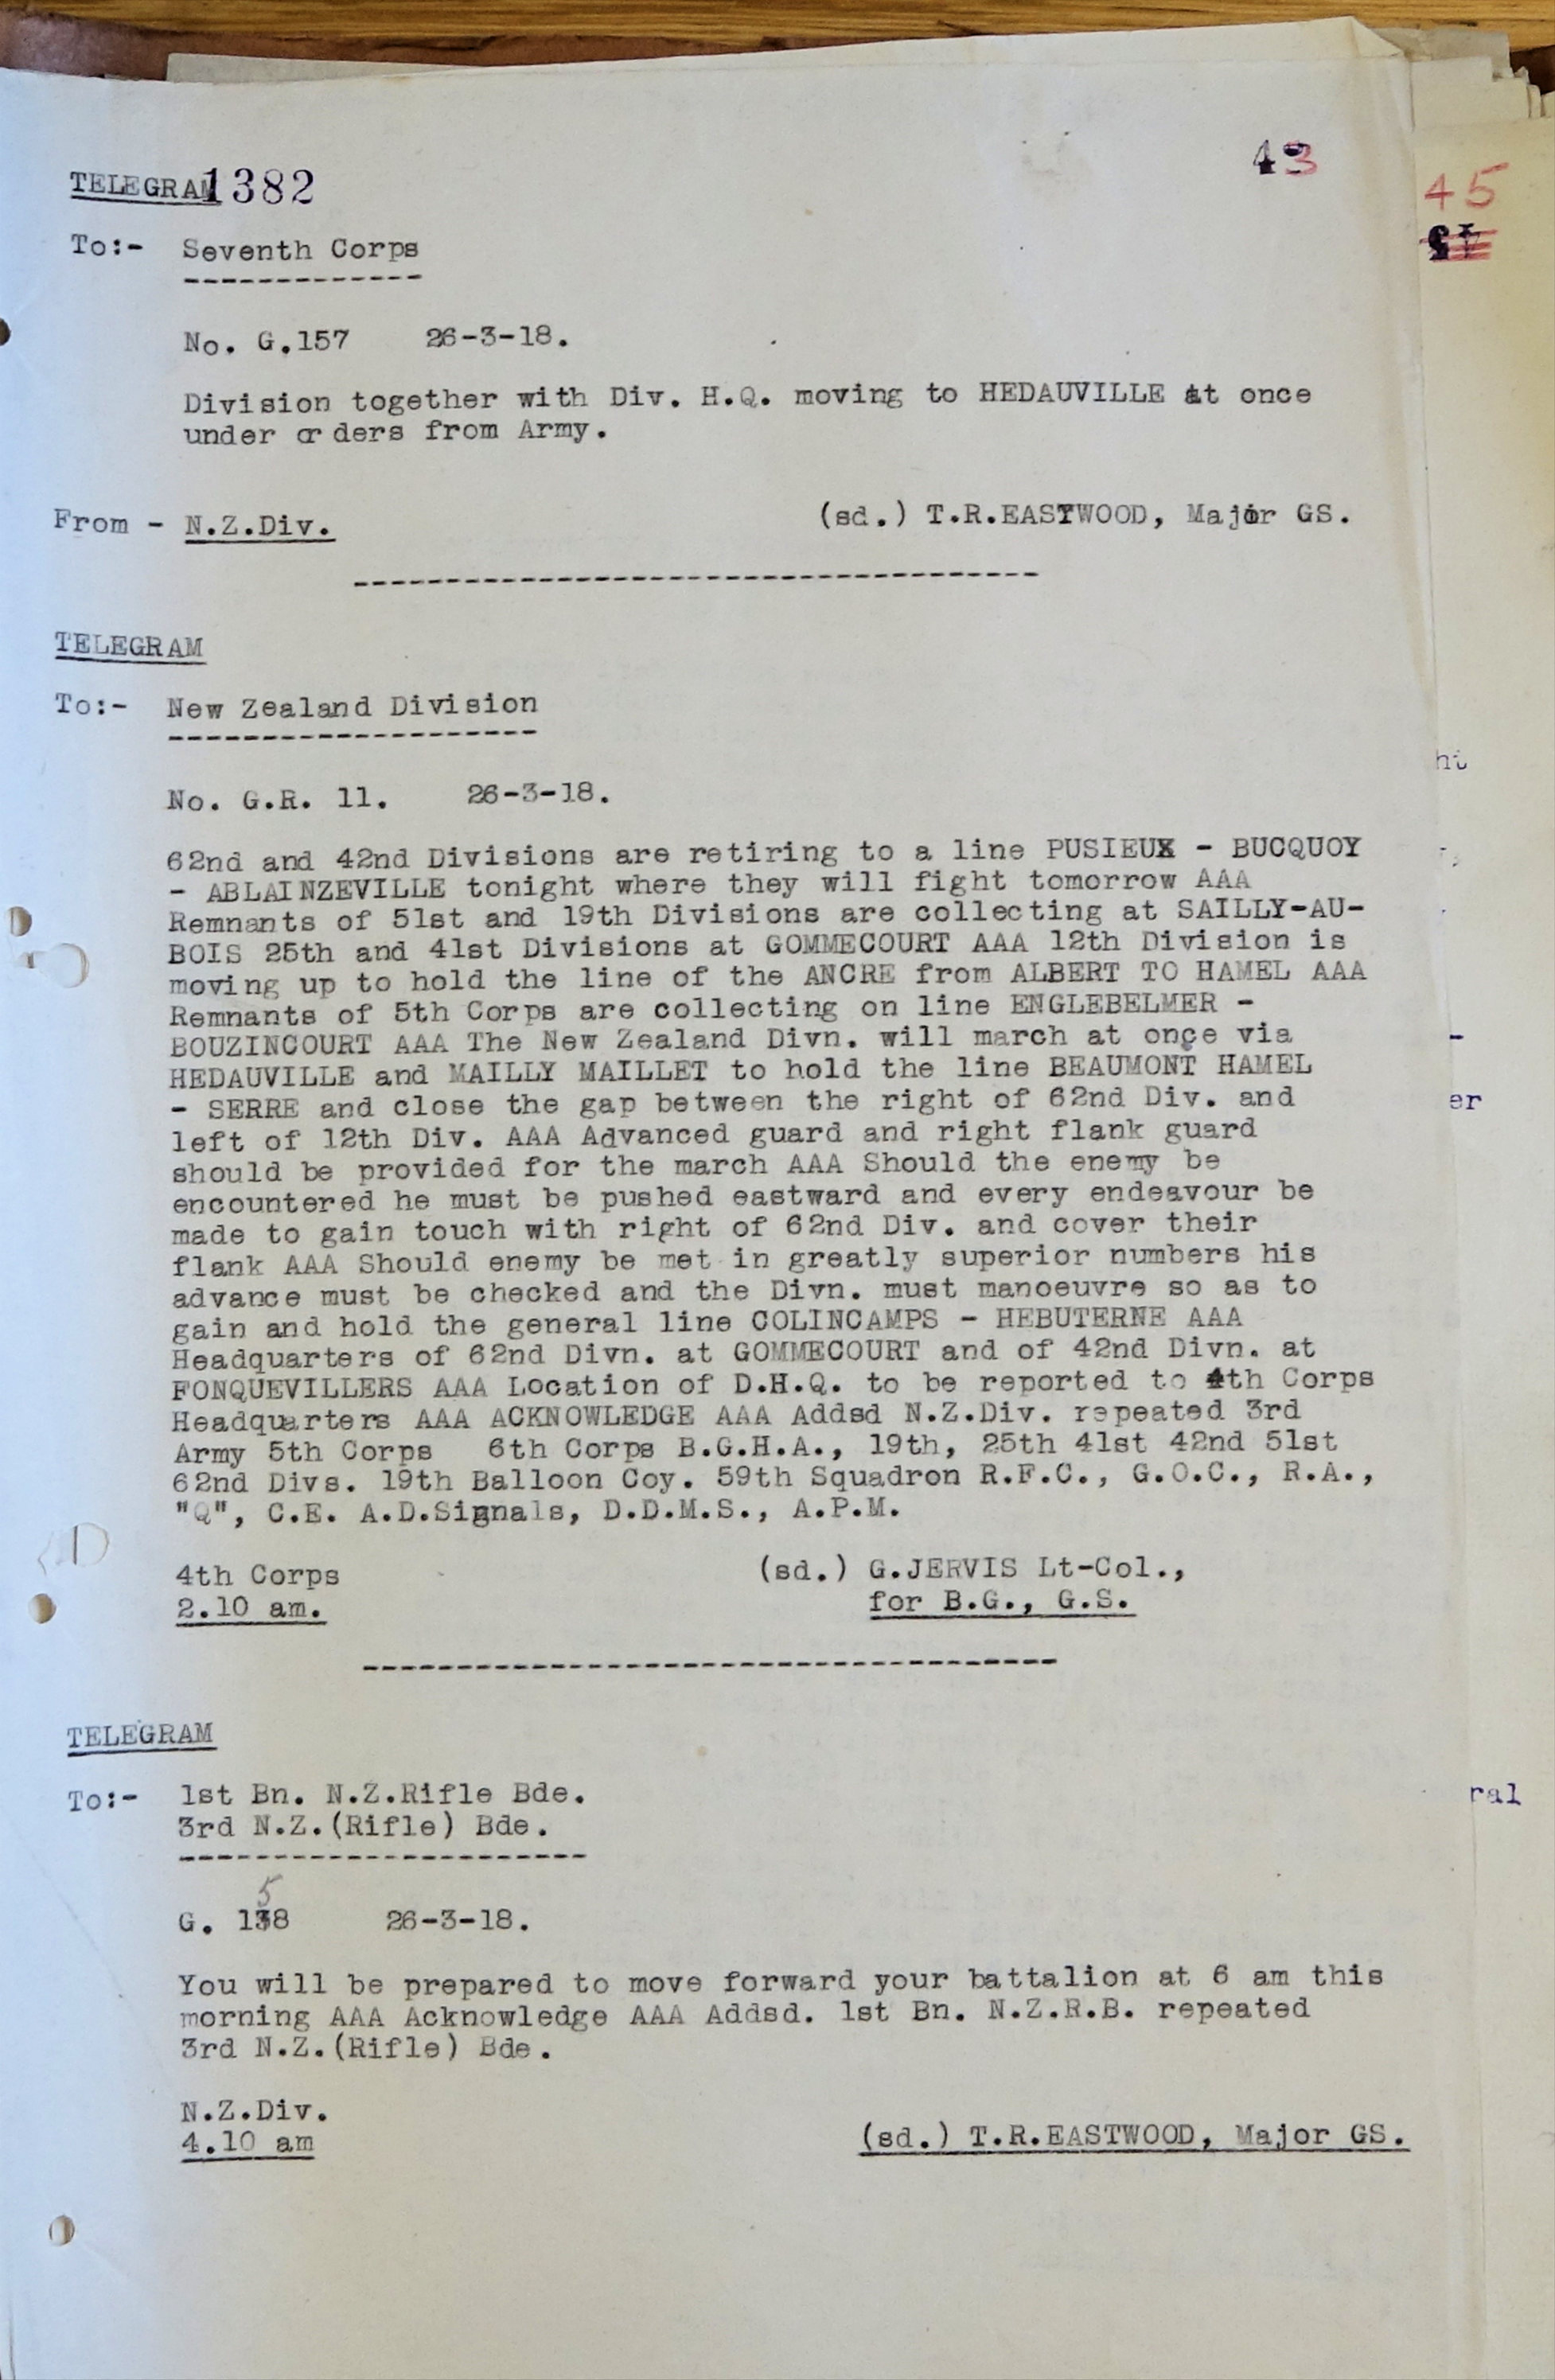 TELEGRAM 1382
43
To:- Seventh Corps
No. G.157 26-3-18.
Division together with Div. H.Q. moving to HEDAUVILLE at once
under orders from Army.
From - N.Z.Div. (sd.) T.R.EASTWOOD, Major GS.
TELEGRAM
To:- New Zealand Division
No. G.R. 11. 26-3-18.
62nd and 42nd Divisions are retiring to a line PUSIEUX - BUCQUOY
- ABLAINZEVILLE tonight where they will fight tomorrow AAA
Remnants of 51st and 19th Divisions are collecting at SAILLY-AU-
BOIS 25th and 41st Divisions at GOMMECOURT AAA 12th Division is
moving up to hold the line of the ANCRE from ALBERT TO HAMEL AAA
Remnants of 5th Corps are collecting on line ENGLEBELMER -
BOUZINCOURT AAA The New Zealand Divn. will march at once via
HEDAUVILLE and MAILLY MAILLET to hold the line BEAUMONT HAMEL
- SERRE and close the gap between the right of 62nd Div. and
left of 12th Div. AAA Advanced guard and right flank guard
should be provided for the march AAA Should the enemy be
encountered he must be pushed eastward and every endeavour be
made to gain touch with right of 62nd Div. and cover their
flank AAA Should enemy be met in greatly superior numbers his
advance must be checked and the Divn. must manoeuvre so as to
gain and hold the general line COLINCAMPS - HEBUTERNE AAA
Headquarters of 62nd Divn. at GOMMECOURT and of 42nd Divn. at
FONQUEVILLERS AAA Location of D.H.Q. to be reported to 4th Corps
Headquarters AAA ACKNOWLEDGE AAA Addsd N.Z.Div. repeated 3rd
Army 5th Corps 6th Corps B.G.H.A., 19th, 25th 41st 42nd 51st
62nd Divs. 19th Balloon Coy. 59th Squadron R.F.C., G.O.C., R.A.,
"Q", C.E. A.D.Signals, D.D.M.S., A.P.M.
4th Corps (sd.) G.JERVIS Lt-Col.,
2.10 am. for B.G., G.S.
TELEGRAM
To:- 1st Bn. N.Z.Rifle Bde.
3rd N.Z.(Rifle) Bde.
5
G. 138 26-3-18.
You will be prepared to move forward your battalion at 6 am this
morning AAA Acknowledge AAA Addsd. 1st Bn. N.Z.R.B. repeated
3rd N.Z.(Rifle) Bde.
N.Z.Div.
4.10 am (sd.) T.R.EASTWOOD, Major GS.
45
er
ral